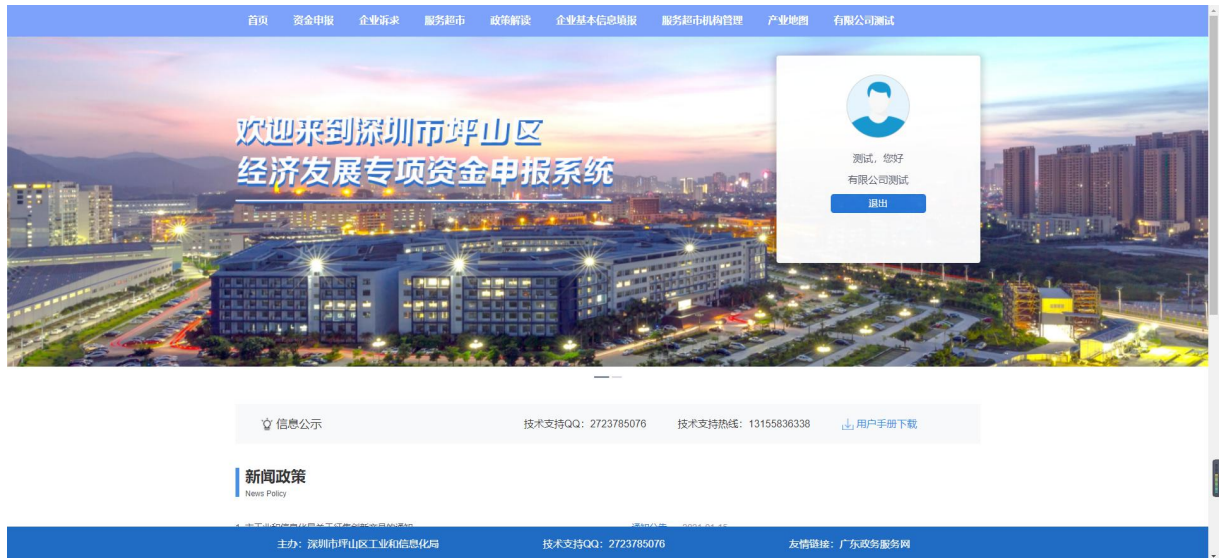 首页 资金申报 企业诉求 服务超市 政策解读 企业基本信息填报 服务超市机构管理 产业地图 有限公司测试
欢迎来到深圳市坪山区
经济发展专项资金申报系统
测试，您好
有限公司测试
退出
信息公示 技术支持QQ：2723785076 技术支持热线：13155836338 用户手册下载
新闻政策
News Policy
主办：深圳市坪山区工业和信息化局 技术支持QQ：2723785076 友情链接：广东政务服务网